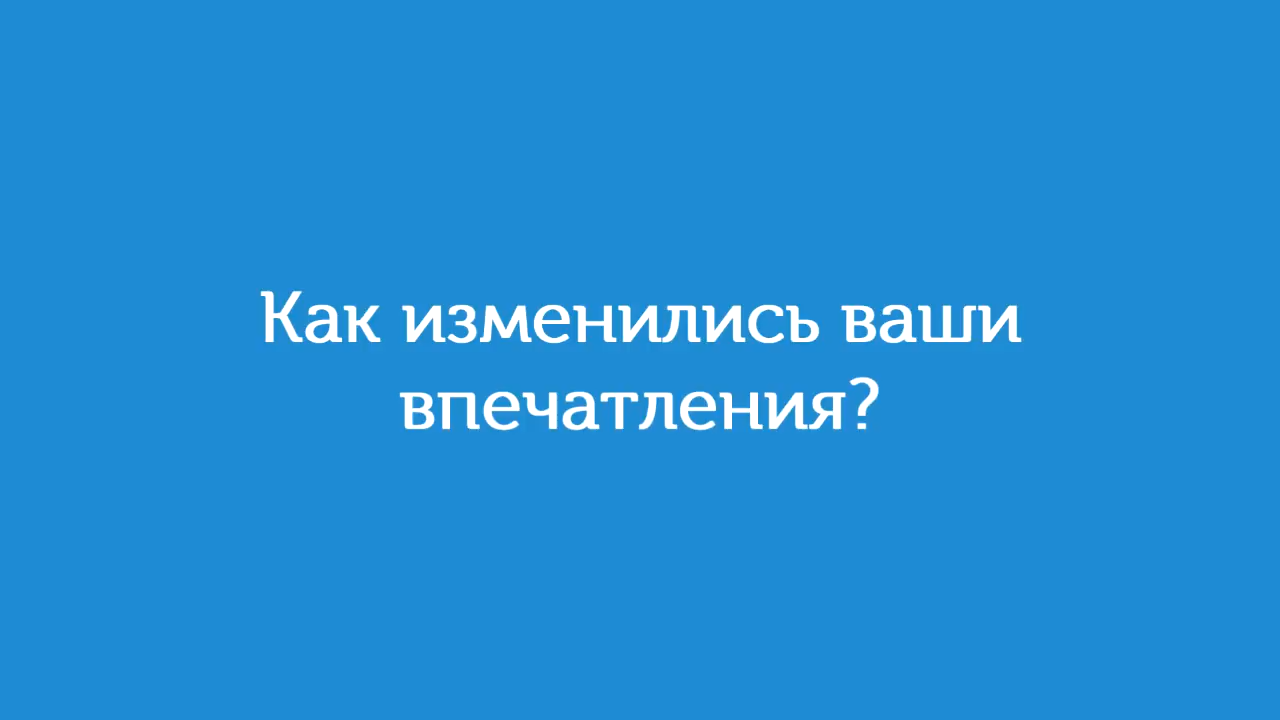 Как изменились ваши
впечатления?